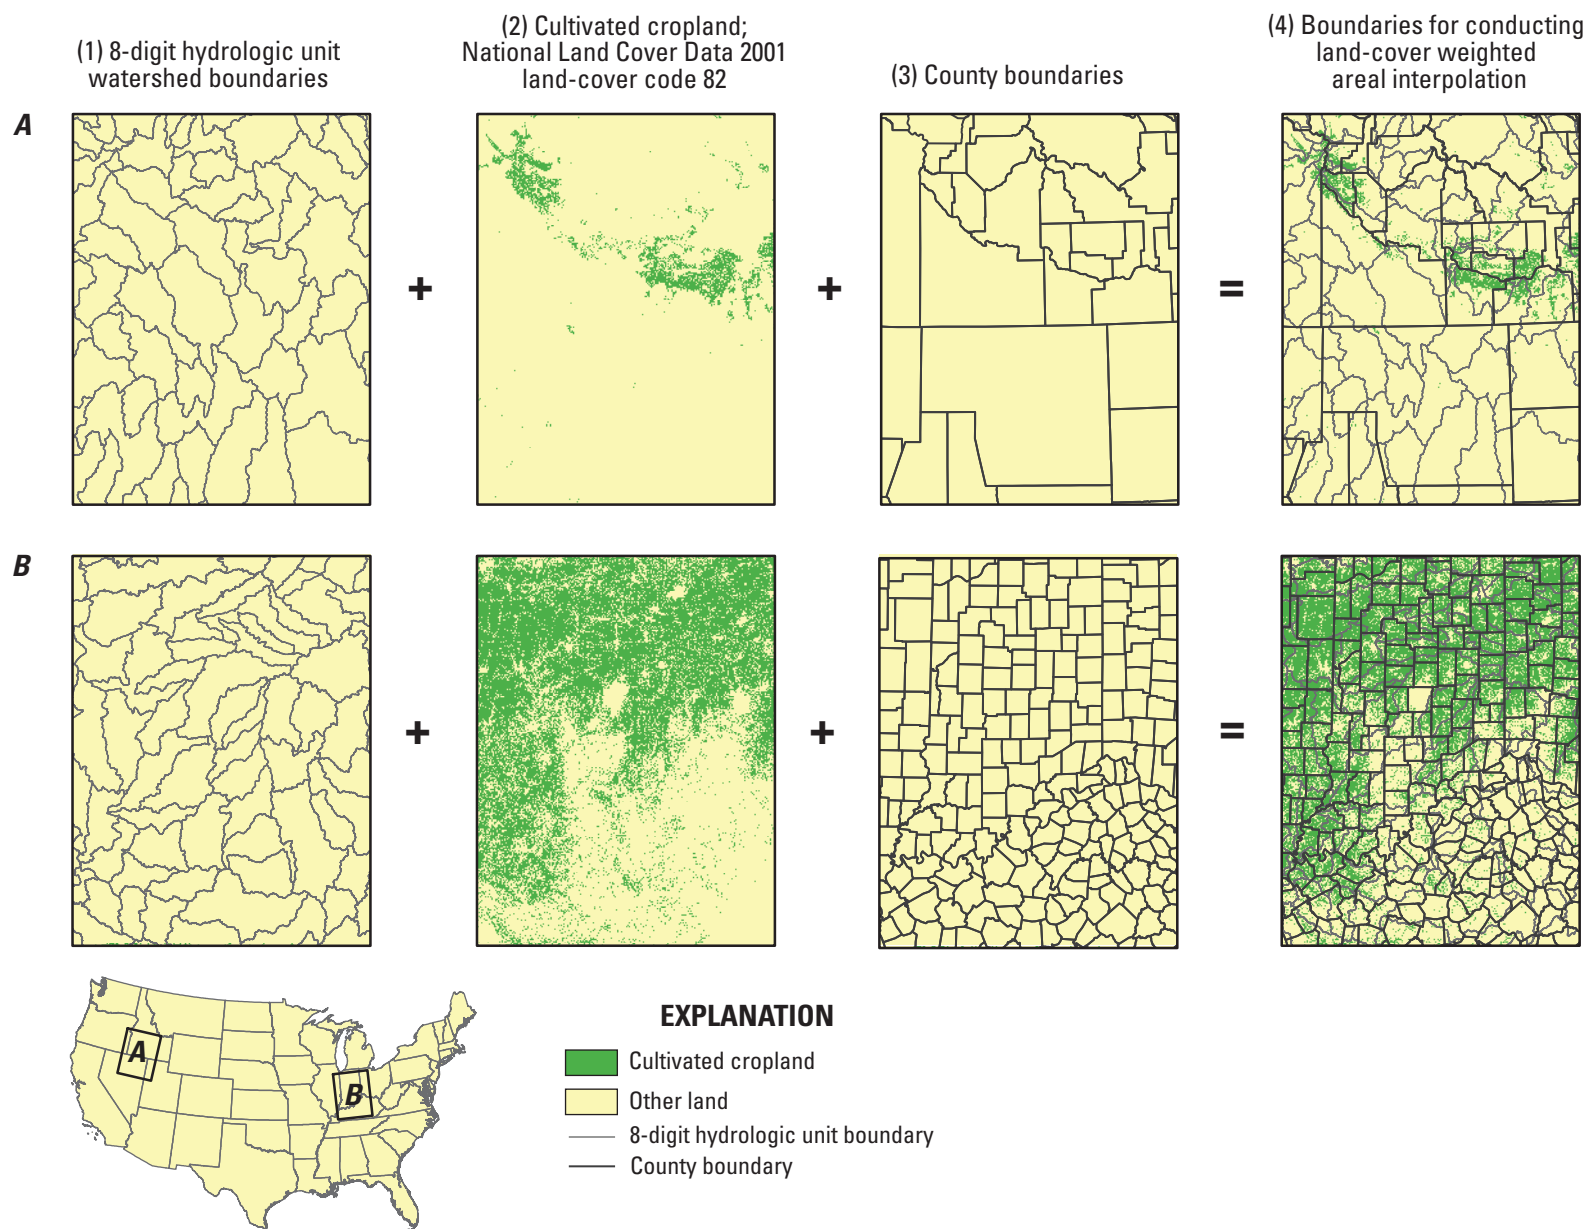 (1) 8-digit hydrologic unit
watershed boundaries
(2) Cultivated cropland;
National Land Cover Data 2001
land-cover code 82
(3) County boundaries
(4) Boundaries for conducting
land-cover weighted
areal interpolation
A
+
+
=
B
+
+
=
A
B
EXPLANATION
Cultivated cropland
Other land
8-digit hydrologic unit boundary
County boundary